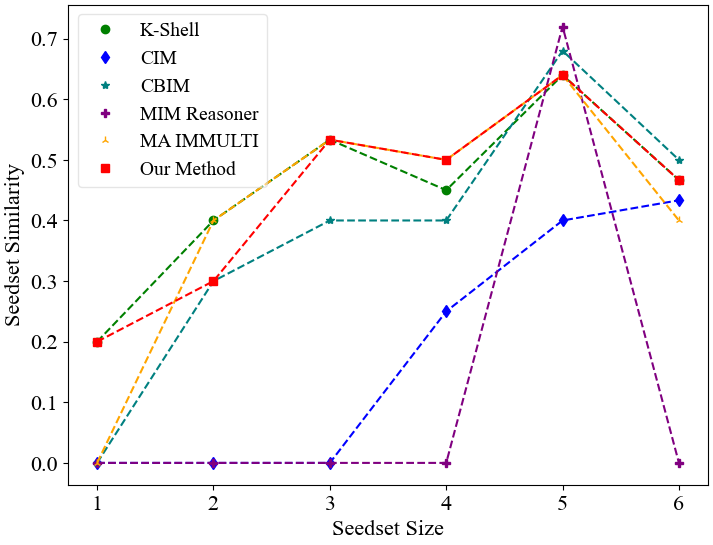 K-Shell
CIM
CBIM
MIM Reasoner
MA IMMULTI
Our Method
0.7
0.6
0.5
0.4
0.3
0.2
0.1
0.0
Seedset Similarity
1 2 3 4 5 6
Seedset Size